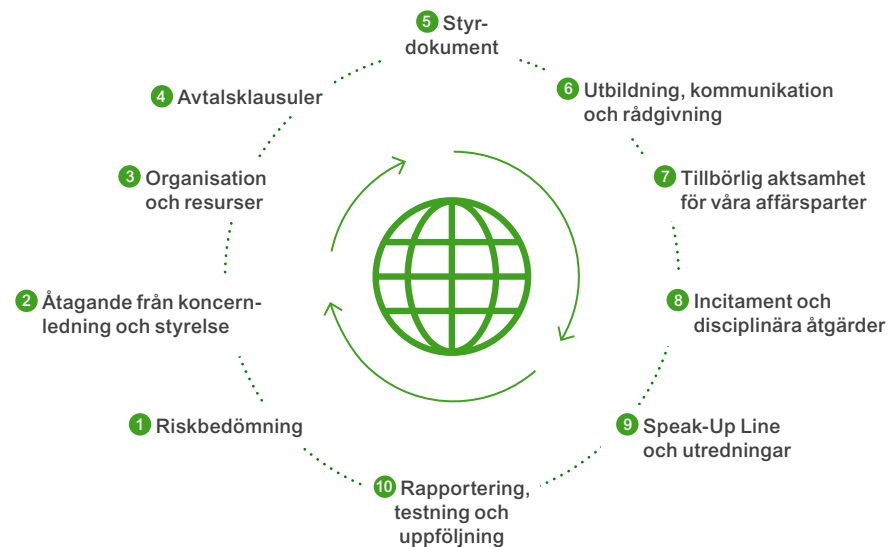 5 Styr-
dokument
4 Avtalsklausuler
6 Utbildning, kommunikation
och rådgivning
3 Organisation
och resurser
7 Tillbörlig aktsamhet
för våra affärsparter
2 Åtagande från koncern-
ledning och styrelse
8 Incitament och
disciplinära åtgärder
1 Riskbedömning
9 Speak-Up Line
och utredningar
10 Rapportering,
testning och
uppföljning